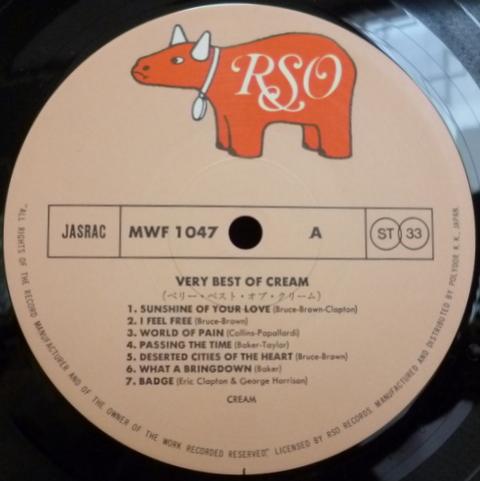 RSO
JASRAC
MWF 1047
A
ST 33
VERY BEST OF CREAM
(ベリー・ベスト・オブ・クリーム)
1. SUNSHINE OF YOUR LOVE (Bruce-Brown-Clapton)
2. I FEEL FREE (Bruce-Brown)
3. WORLD OF PAIN (Collins-Papallardi)
4. PASSING THE TIME (Baker-Taylor)
5. DESERTED CITIES OF THE HEART (Bruce-Brown)
6. WHAT A BRINGDOWN (Baker)
7. BADGE (Eric Clapton & George Harrison)
CREAM
"ALL RIGHTS OF THE RECORD MANUFACTURER AND OF THE OWNER OF THE WORK RECORDED RESERVED." LICENSED BY RSO RECORDS. MANUFACTURED AND DISTRIBUTED BY POLYDOR K.K., JAPAN.